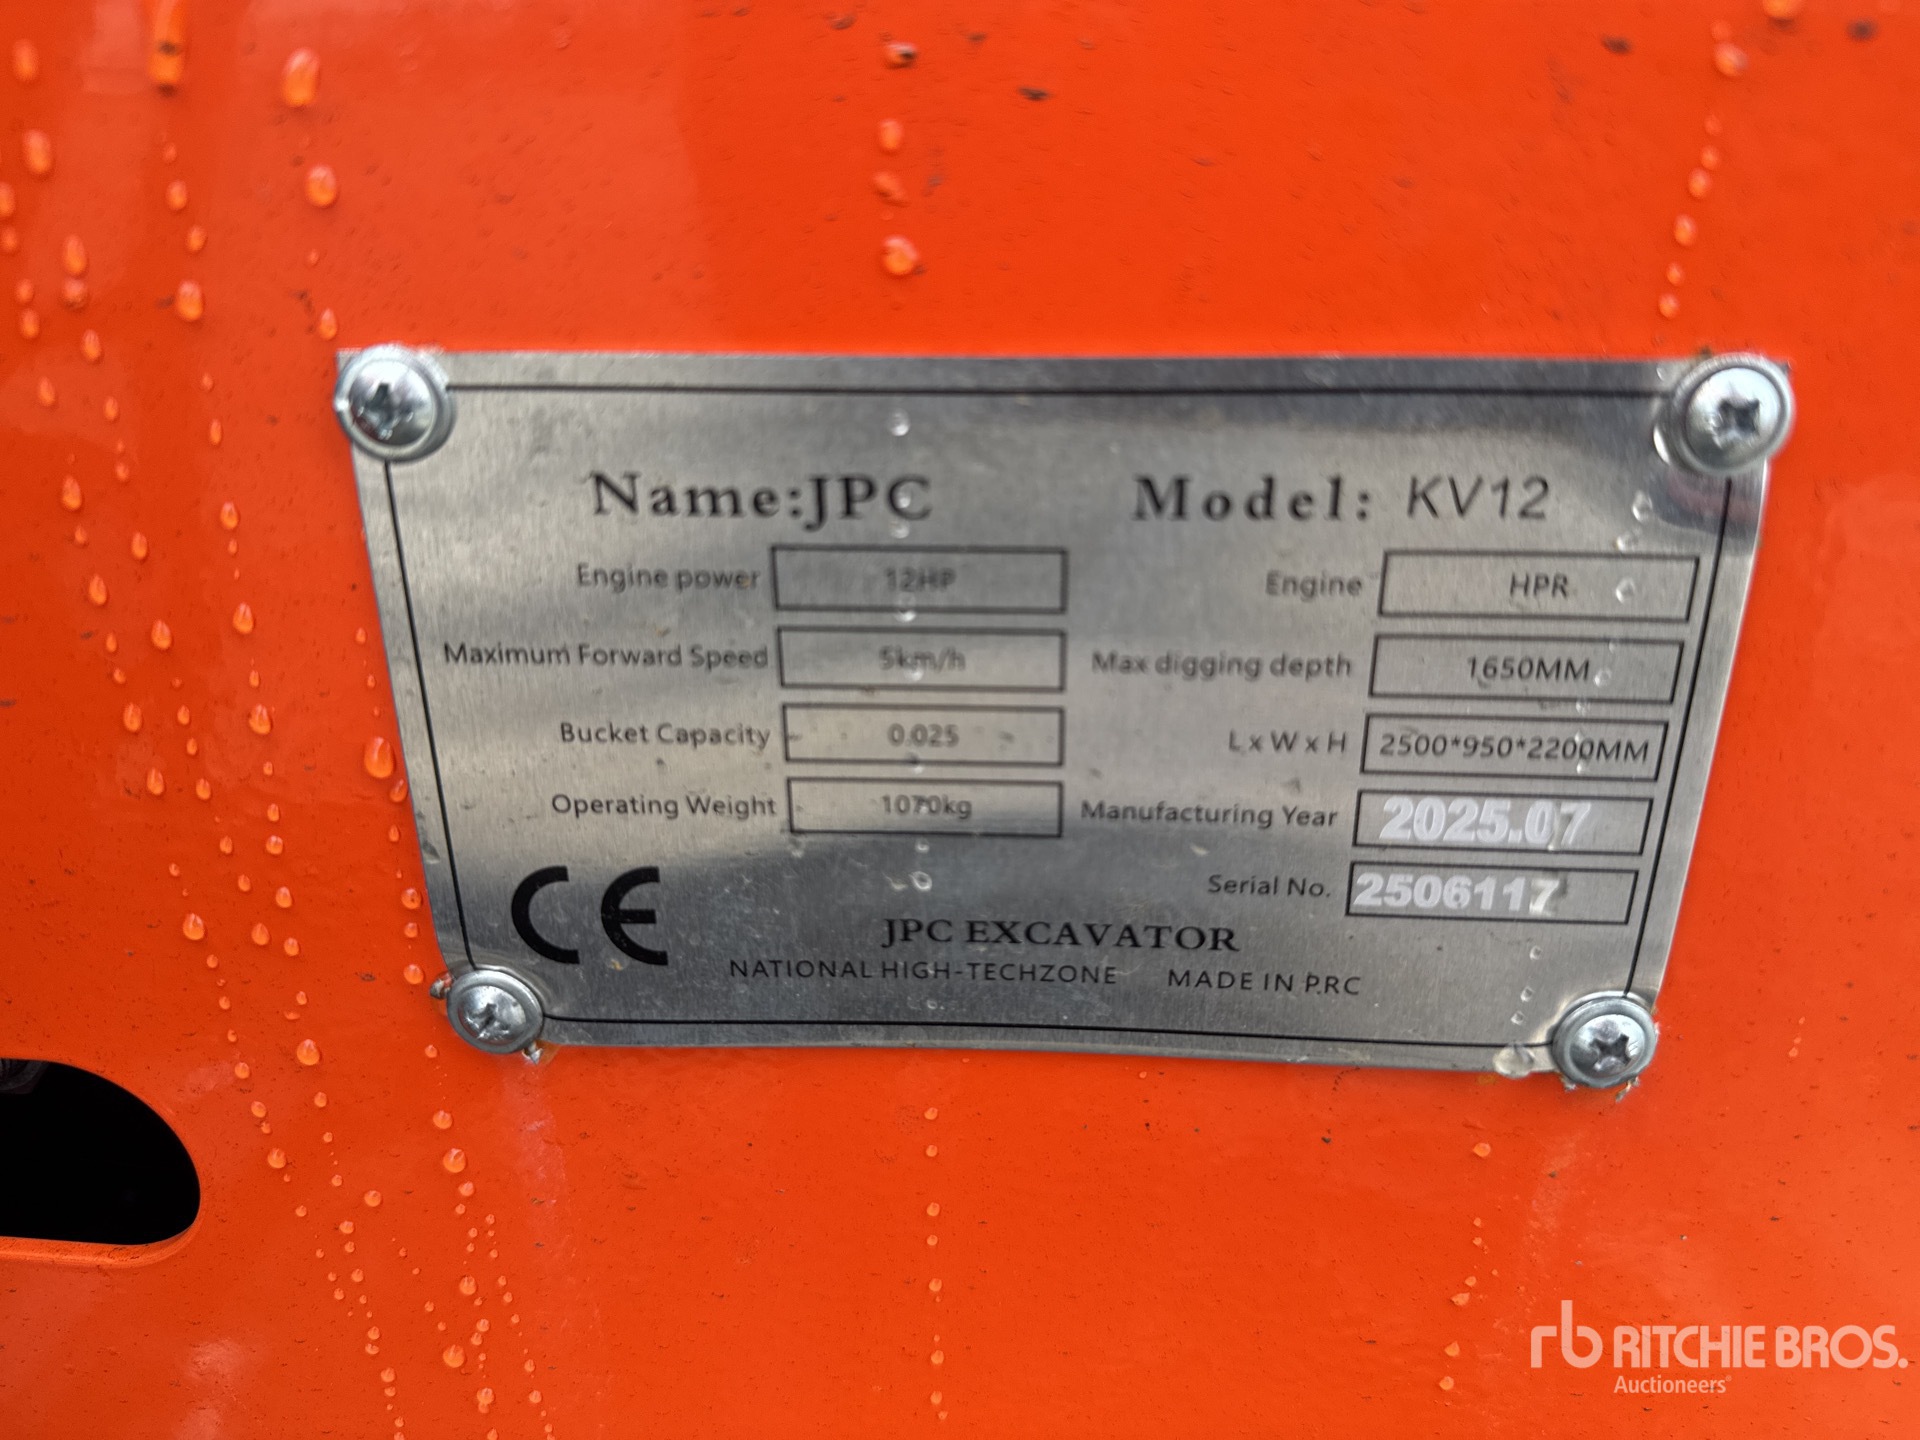 Name:JPC Model: KV12
Engine power 12HP Engine HPR
Maximum Forward Speed 5km/h Max digging depth 1650MM
Bucket Capacity 0.025 L x W x H 2500*950*2200MM
Operating Weight 1070kg Manufacturing Year 2025.07
Serial No. 2506117
CE
JPC EXCAVATOR
NATIONAL HIGH-TECHZONE MADE IN P.RC
rb RITCHIE BROS.
Auctioneers